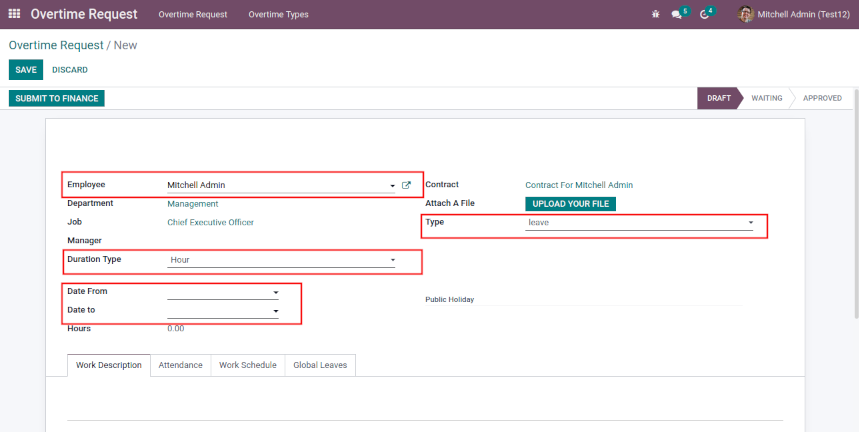 Overtime Request Overtime Request Overtime Types 5 4 Mitchell Admin (Test12)
Overtime Request / New
SAVE DISCARD
SUBMIT TO FINANCE DRAFT WAITING APPROVED
Employee Mitchell Admin Contract Contract For Mitchell Admin
Department Management Attach A File UPLOAD YOUR FILE
Job Chief Executive Officer Type leave
Manager
Duration Type Hour
Date From
Public Holiday
Date to
Hours 0.00
Work Description Attendance Work Schedule Global Leaves